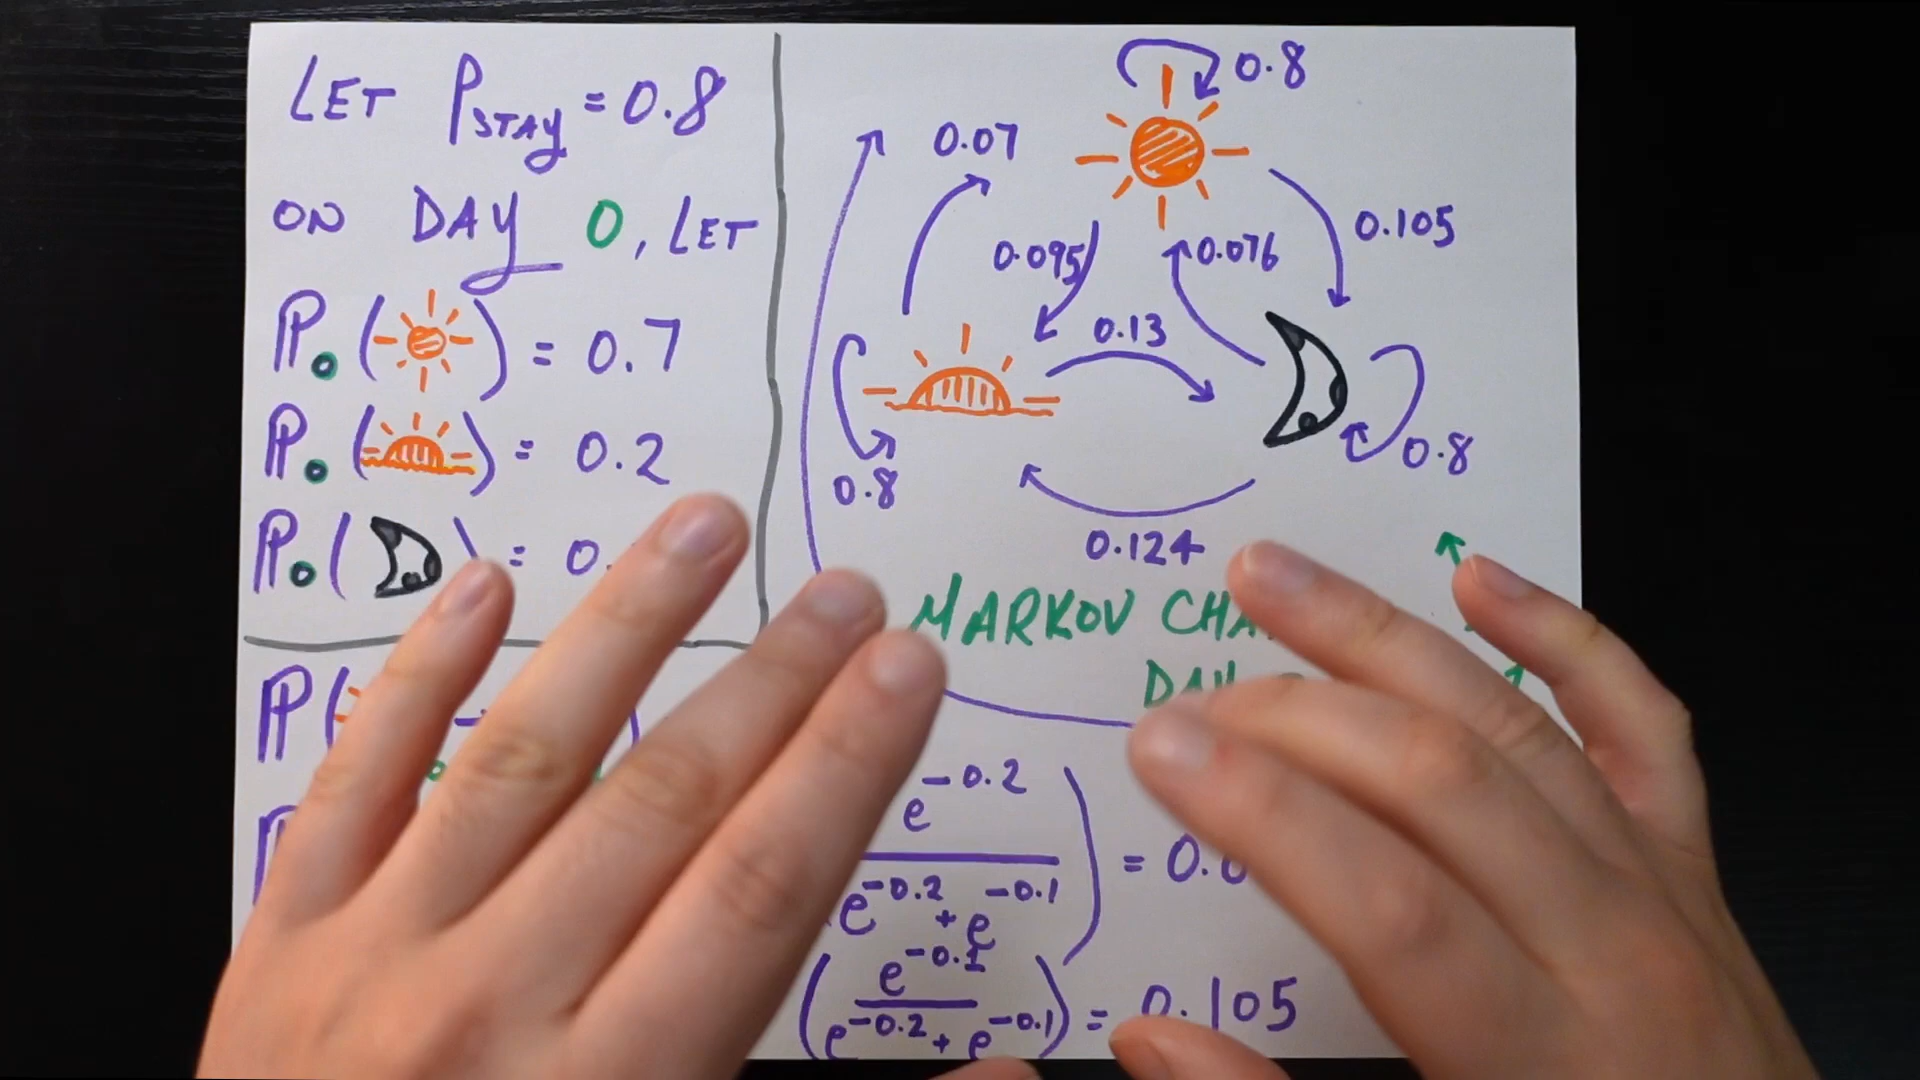 LET PSTAY = 0.8
ON DAY 0, LET
P0( ) = 0.7
P0( ) = 0.2
P0( ) = 0.
0.8
0.07
0.105
0.095
0.076
0.13
0.8
0.8
0.124
MARKOV
DAY
P(
e^-0.2
e^-0.2 + e^-0.1
= 0.0
(e^-0.1
e^-0.2 + e^-0.1) = 0.105